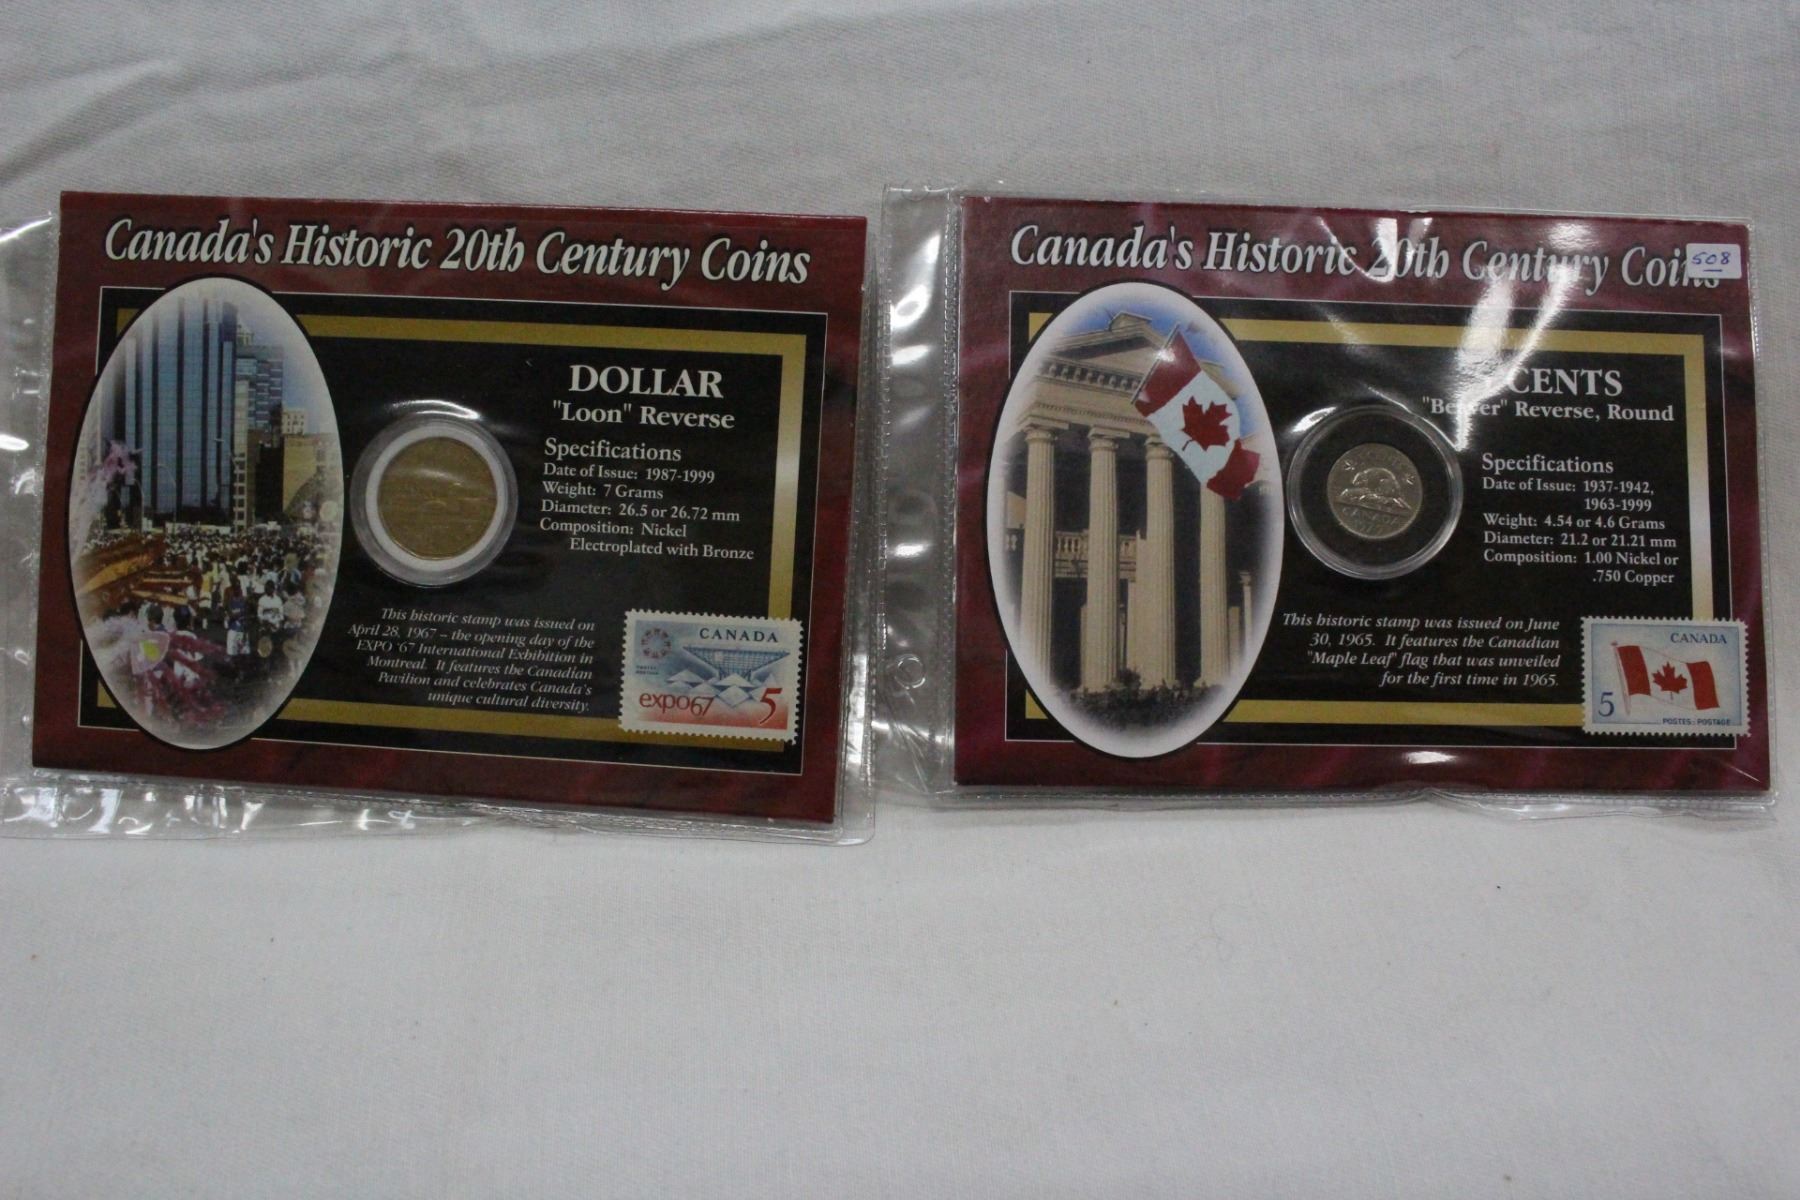 Canada's Historic 20th Century Coins
DOLLAR
"Loon" Reverse
Specifications
Date of Issue: 1987-1999
Weight: 7 Grams
Diameter: 26.5 or 26.72 mm
Composition: Nickel
Electroplated with Bronze
This historic stamp was issued on
April 28, 1967 – the opening day of the
EXPO '67 International Exhibition in
Montreal. It features the Canadian
Pavilion and celebrates Canada's
unique cultural diversity.
CANADA
POSTES
POSTAGE
expo67
5
Canada's Historic 20th Century Coins
508
CENTS
"Beaver" Reverse, Round
Specifications
Date of Issue: 1937-1942,
1963-1999
Weight: 4.54 or 4.6 Grams
Diameter: 21.2 or 21.21 mm
Composition: 1.00 Nickel or
.750 Copper
5 CENTS
CANADA
This historic stamp was issued on June
30, 1965. It features the Canadian
"Maple Leaf" flag that was unveiled
for the first time in 1965.
CANADA
5
POSTES : POSTAGE